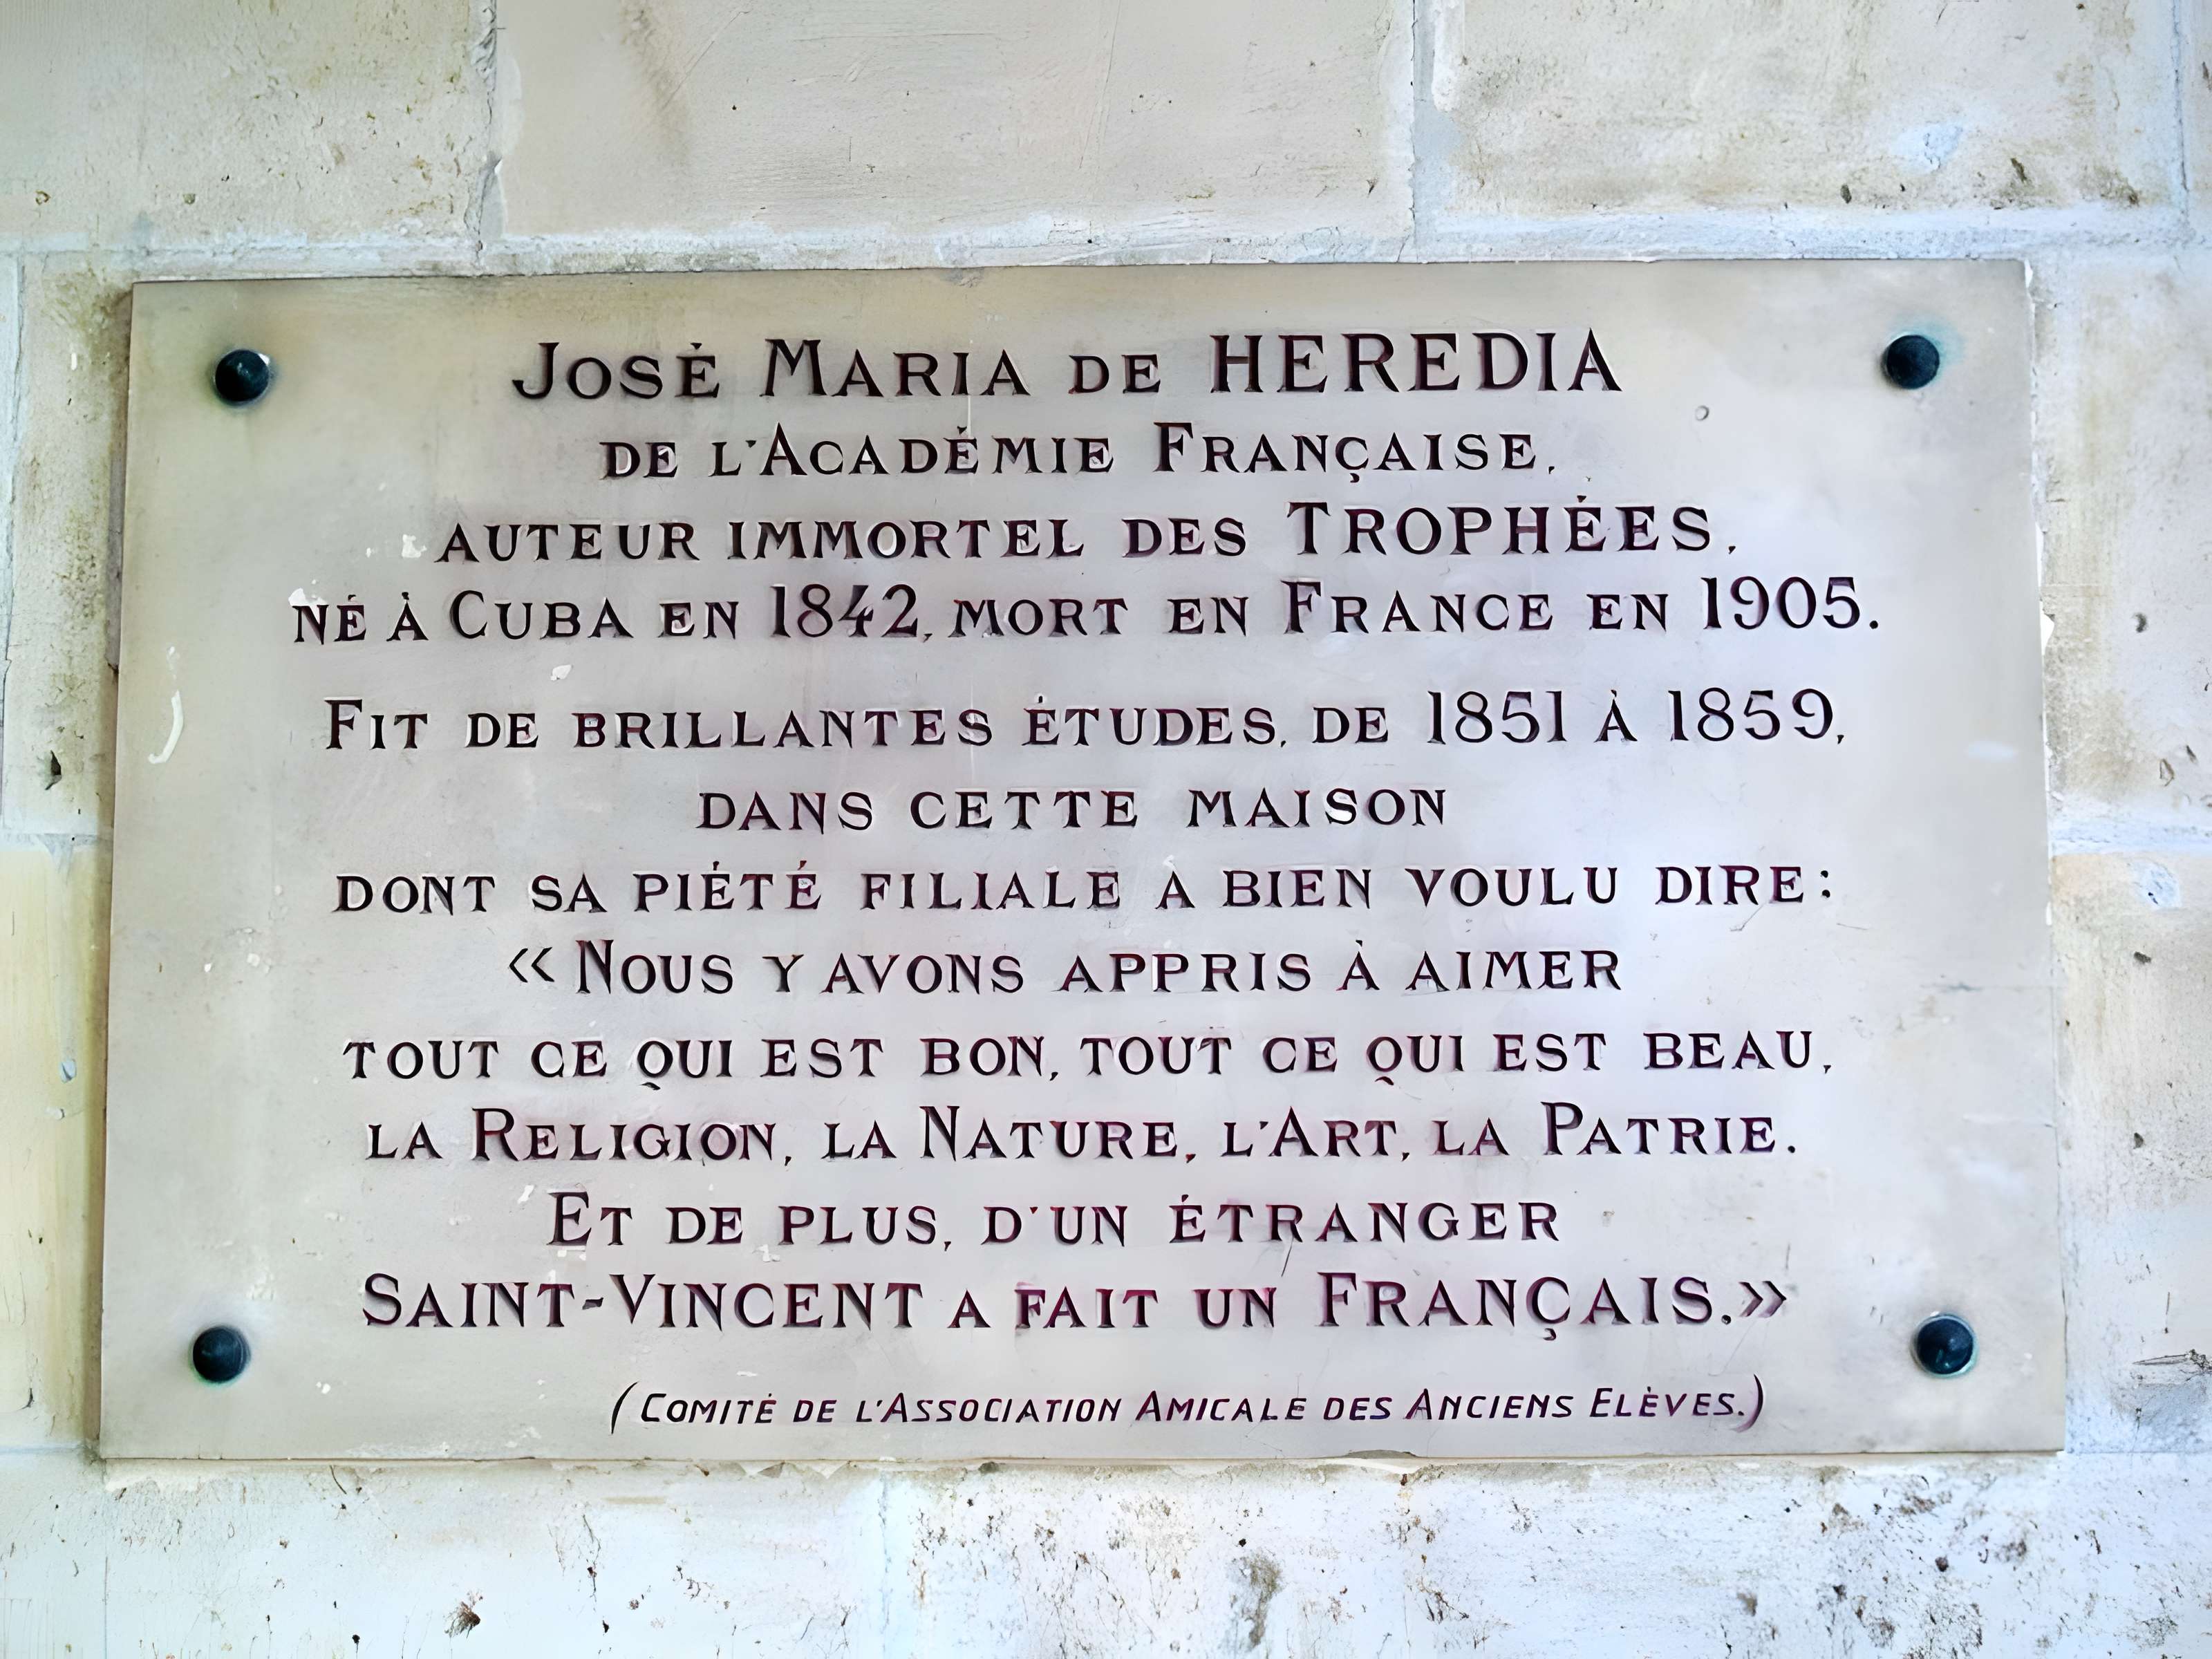 José Maria de HEREDIA
de l'Académie Française,
auteur immortel des Trophées,
né à Cuba en 1842, mort en France en 1905.
Fit de brillantes études, de 1851 à 1859,
dans cette maison
dont sa piété filiale a bien voulu dire:
« Nous y avons appris à aimer
tout ce qui est bon, tout ce qui est beau,
la Religion, la Nature, l'Art, la Patrie.
Et de plus, d'un étranger
Saint-Vincent a fait un Français.»
(Comité de l'Association Amicale des Anciens Elèves.)